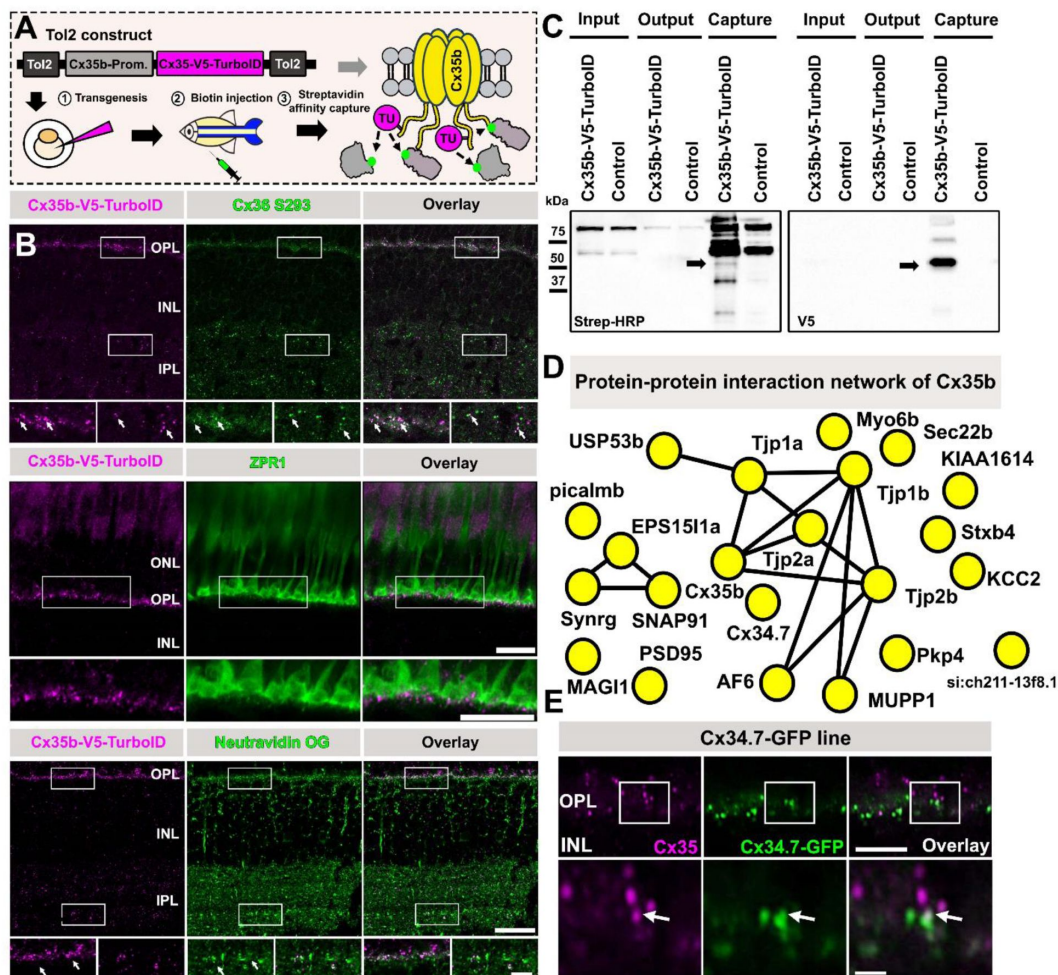 A
Tol2 construct
Tol2
Cx35b-Prom.
Cx35-V5-TurboID
Tol2
1 Transgenesis
2 Biotin injection
3 Streptavidin
affinity capture
Cx35b
TU
TU
B
Cx35b-V5-TurboID
Cx36 S293
Overlay
OPL
INL
IPL
Cx35b-V5-TurboID
ZPR1
Overlay
ONL
OPL
INL
Cx35b-V5-TurboID
Neutravidin OG
Overlay
OPL
INL
IPL
C
Input
Output
Capture
Input
Output
Capture
Cx35b-V5-TurboID
Control
Cx35b-V5-TurboID
Control
Cx35b-V5-TurboID
Control
Cx35b-V5-TurboID
Control
Cx35b-V5-TurboID
Control
Cx35b-V5-TurboID
Control
kDa
75
50
37
Strep-HRP
V5
D
Protein-protein interaction network of Cx35b
USP53b
Tjp1a
Myo6b
Sec22b
KIAA1614
Tjp1b
picalmb
EPS15l1a
Stxb4
Tjp2a
KCC2
Cx35b
Tjp2b
Synrg
SNAP91
Cx34.7
MAGI1
PSD95
AF6
MUPP1
Pkp4
si:ch211-13f8.1
E
Cx34.7-GFP line
OPL
INL
Cx35
Cx34.7-GFP
Overlay